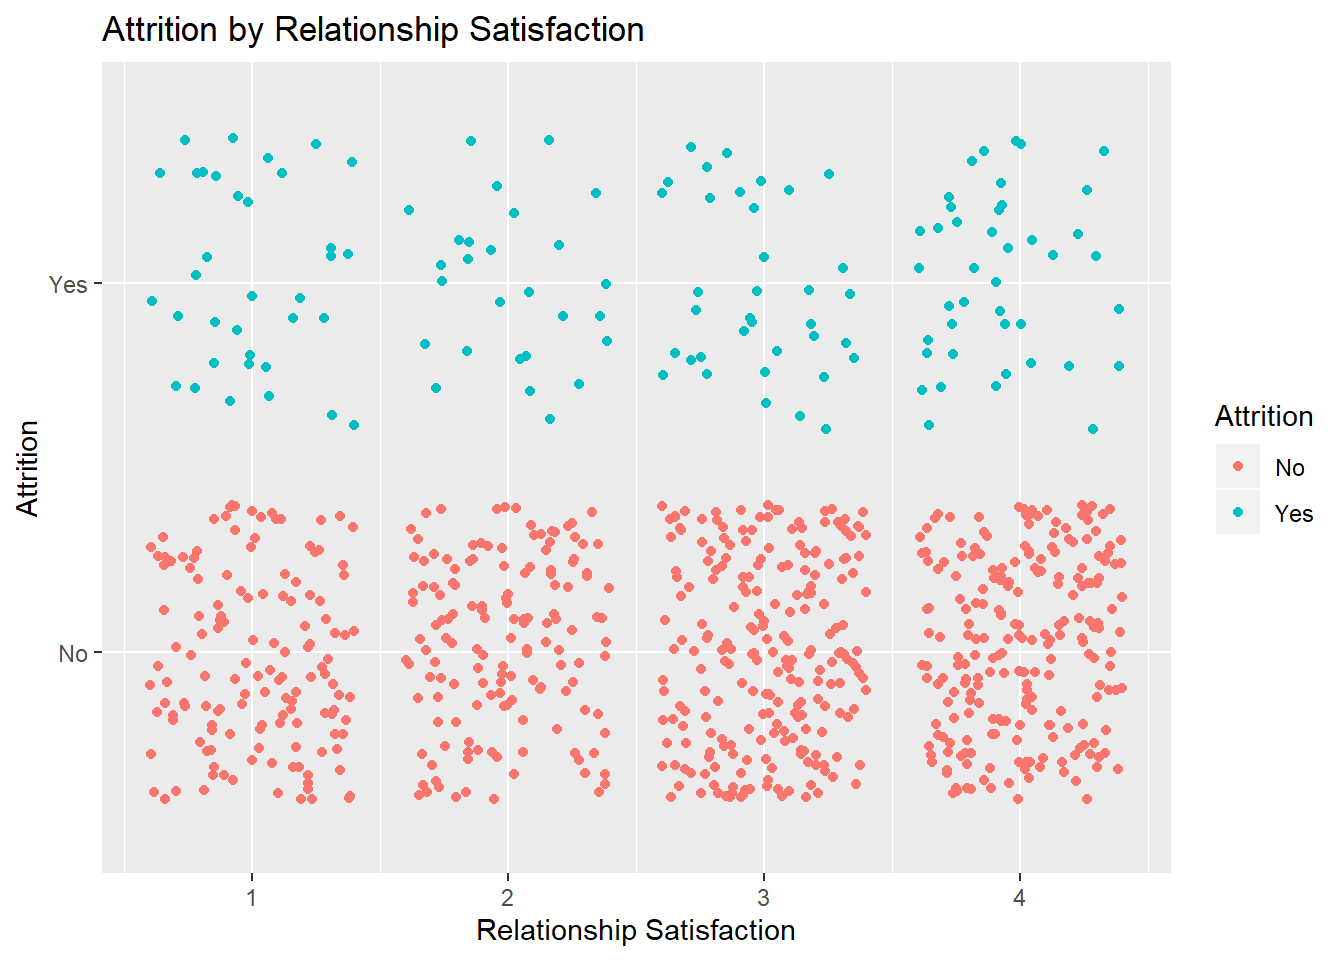 Attrition by Relationship Satisfaction
Yes
No
Attrition
1
2
3
4
Relationship Satisfaction
Attrition
No
Yes